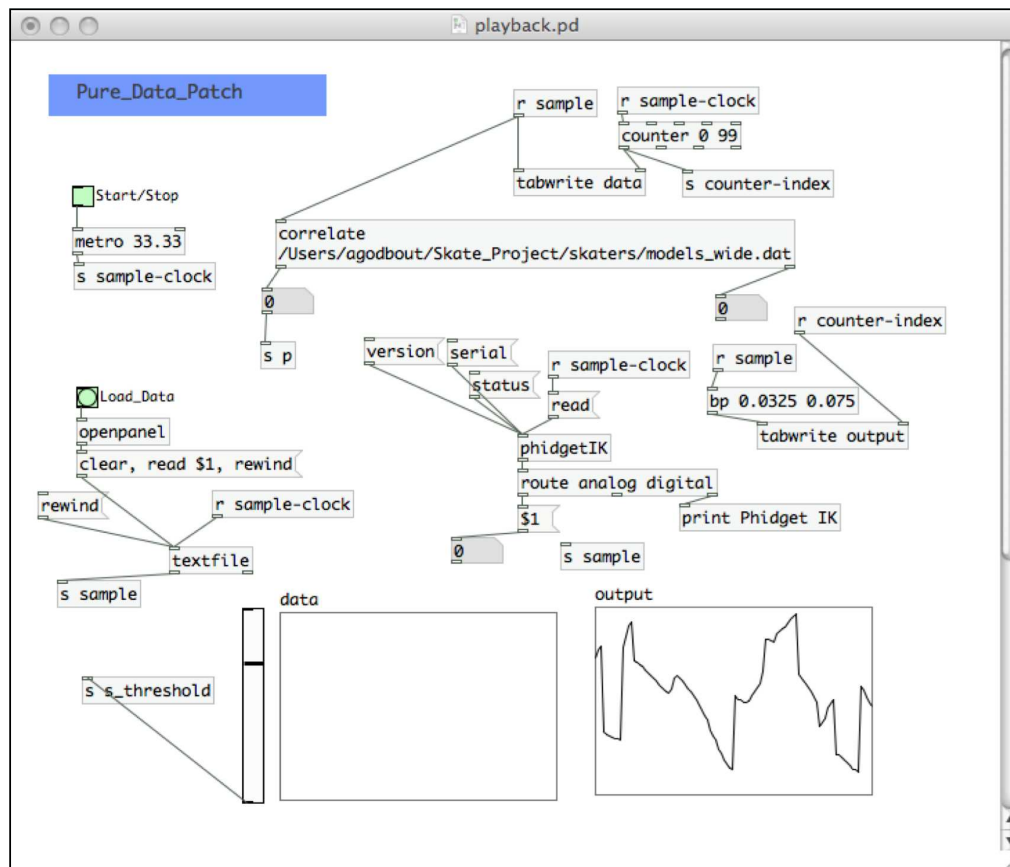 playback.pd
Pure_Data_Patch
r sample
r sample-clock
counter 0 99
tabwrite data
s counter-index
Start/Stop
metro 33.33
s sample-clock
correlate
/Users/agodbout/Skate_Project/skaters/models_wide.dat
0
0
s p
r counter-index
version
serial
status
r sample-clock
read
r sample
bp 0.0325 0.075
tabwrite output
Load_Data
openpanel
clear, read $1, rewind
phidgetIK
route analog digital
rewind
r sample-clock
$1
print Phidget IK
textfile
0
s sample
s sample
data
output
s s_threshold